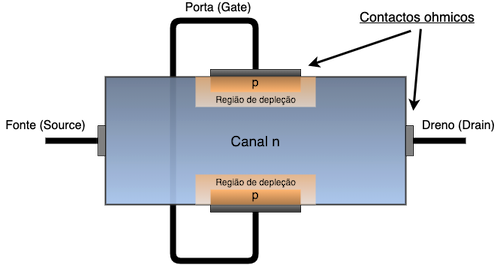 Porta (Gate)
Contactos ohmicos
p
Região de depleção
Fonte (Source)
Dreno (Drain)
Canal n
Região de depleção
p